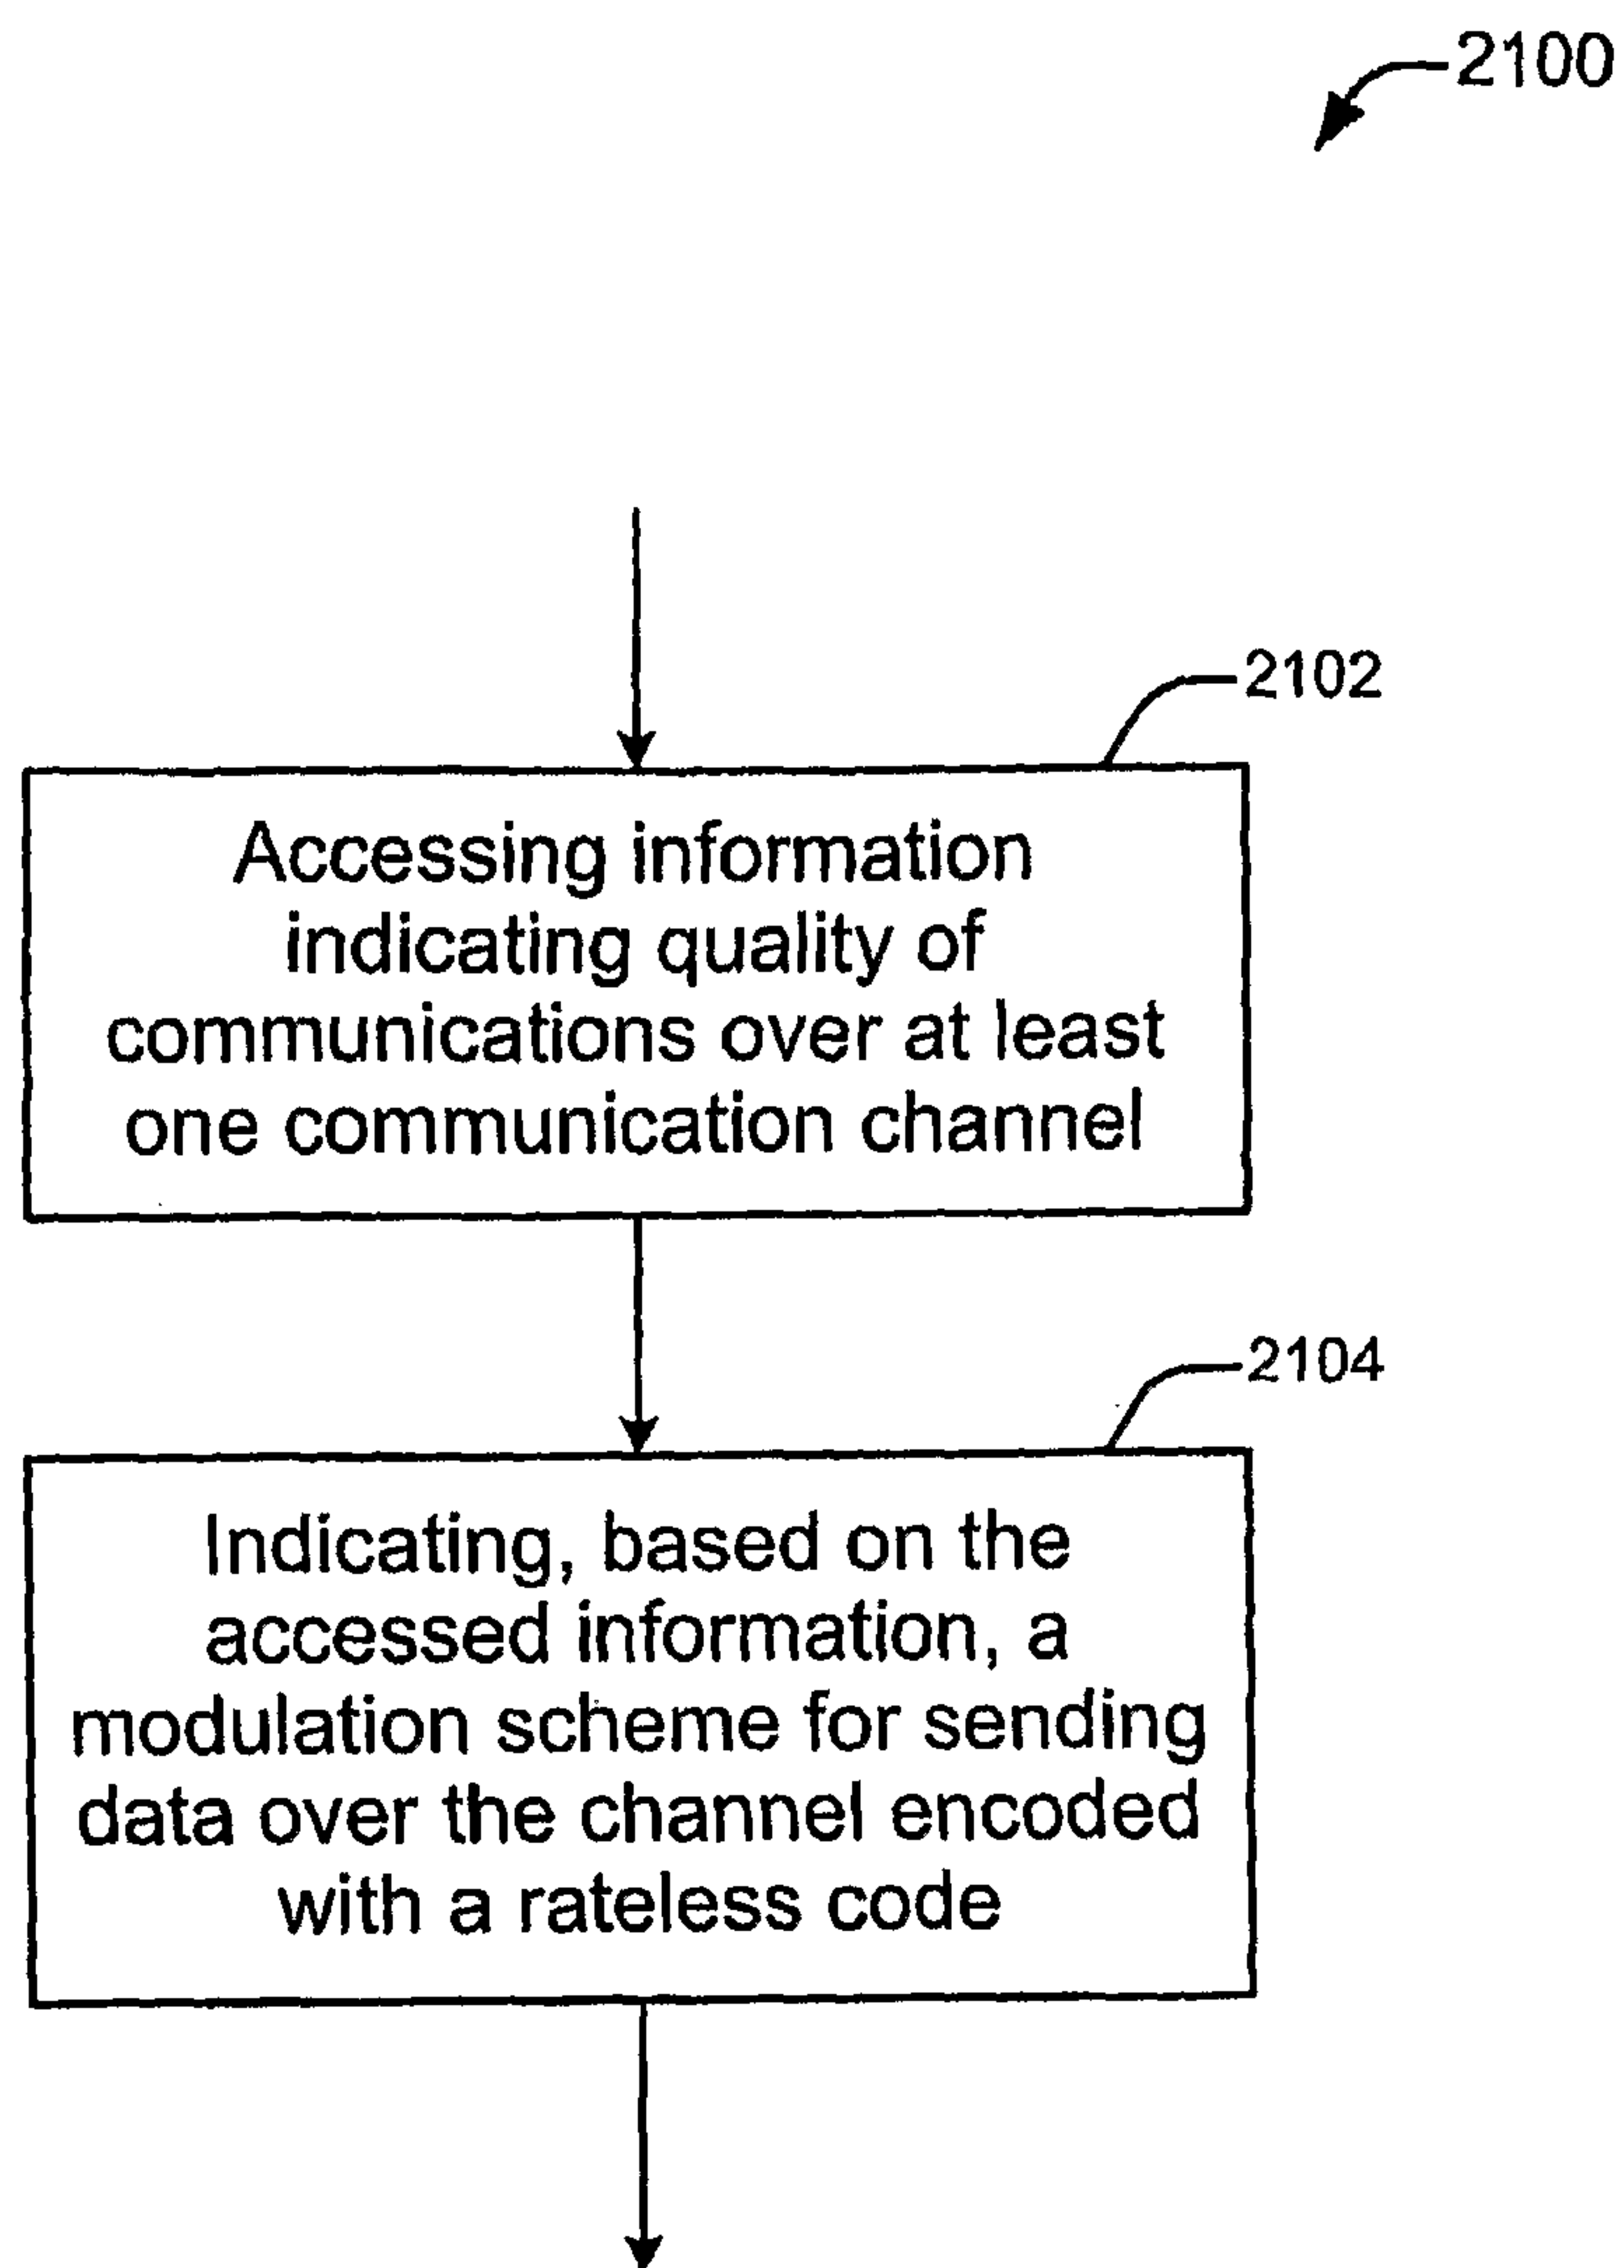 2100
2102
Accessing information
indicating quality of
communications over at least
one communication channel
2104
Indicating, based on the
accessed information, a
modulation scheme for sending
data over the channel encoded
with a rateless code